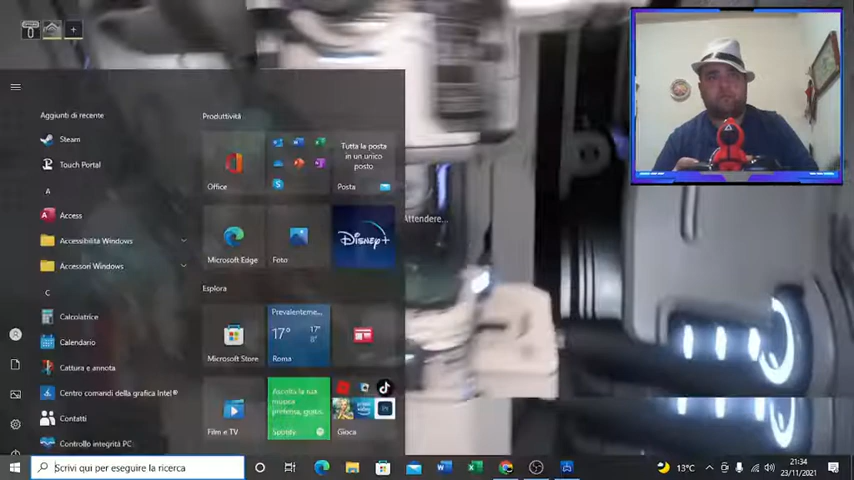 Aggiunti di recente
Steam
Touch Portal
A
Access
Accessibilità Windows
Accessori Windows
C
Calcolatrice
Calendario
Cattura e annota
Centro comandi della grafica Intel®
Contatti
Controllo integrità PC
Produttività
Office
Tutta la posta
in un unico
posto
Posta
Microsoft Edge
Foto
Disney+
Esplora
Microsoft Store
Prevalenteme...
17°
17°
8°
Roma
Film e TV
Ascolta la tua
musica
preferita, gratis.
Spotify
Gioca
Attendere...
Scrivi qui per eseguire la ricerca
13°C
21:34
23/11/2021